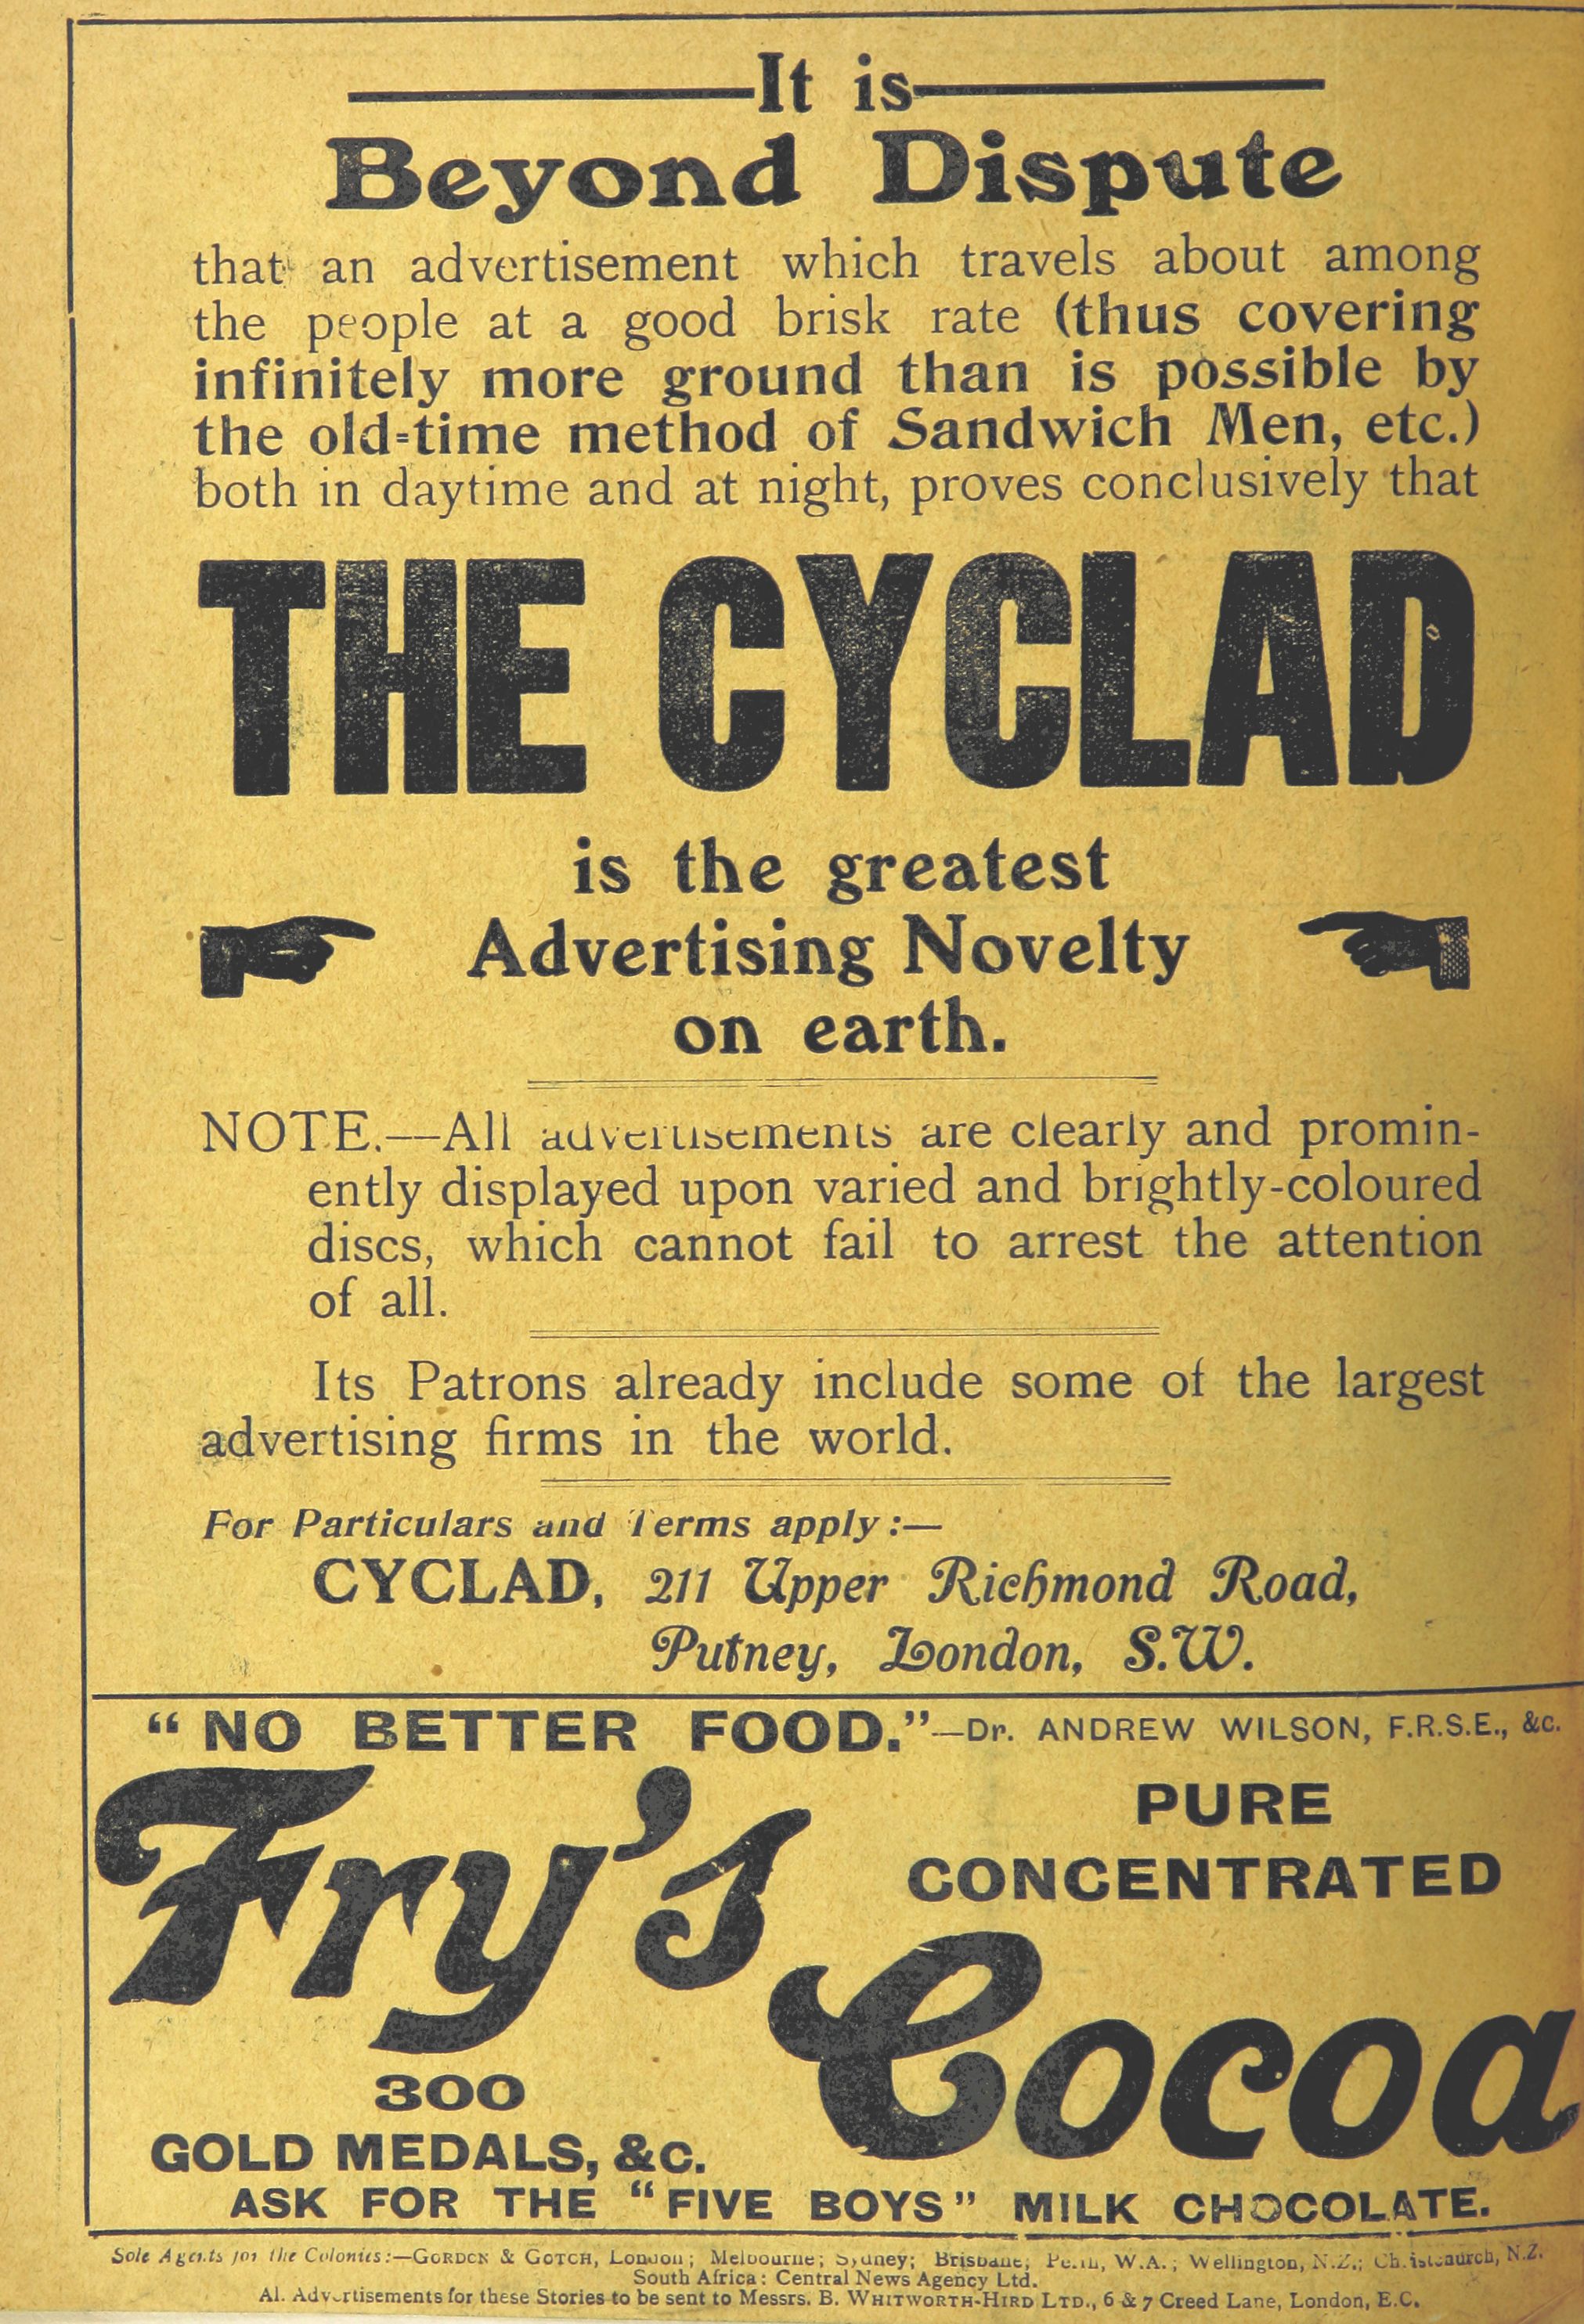 It is
Beyond Dispute
that an advertisement which travels about among
the people at a good brisk rate (thus covering
infinitely more ground than is possible by
the old-time method of Sandwich Men, etc.)
both in daytime and at night, proves conclusively that
THE CYCLAD
is the greatest
Advertising Novelty
on earth.
NOTE.—All advertisements are clearly and promin-
ently displayed upon varied and brightly-coloured
discs, which cannot fail to arrest the attention
of all.
Its Patrons already include some of the largest
advertising firms in the world.
For Particulars and Terms apply:—
CYCLAD, 211 Upper Richmond Road,
Putney, London, S.W.
"NO BETTER FOOD."—Dr. ANDREW WILSON, F.R.S.E., &c.
Fry's
PURE
CONCENTRATED
Cocoa
300
GOLD MEDALS, &c.
ASK FOR THE "FIVE BOYS" MILK CHOCOLATE.
Sole Agents for the Colonies:—GORDON & GOTCH, London; Melbourne; Sydney; Brisbane; Perth, W.A.; Wellington, N.Z.; Christchurch, N.Z.
South Africa: Central News Agency Ltd.
All Advertisements for these Stories to be sent to Messrs. B. WHITWORTH-HIRD LTD., 6 & 7 Creed Lane, London, E.C.